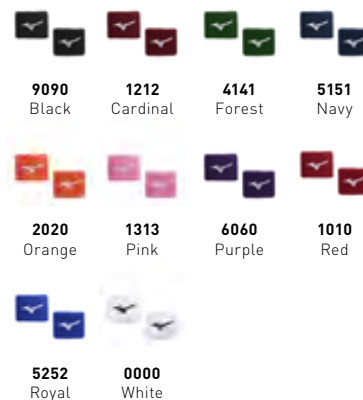 9090 1212 4141 5151
Black Cardinal Forest Navy
2020 1313 6060 1010
Orange Pink Purple Red
5252 0000
Royal White